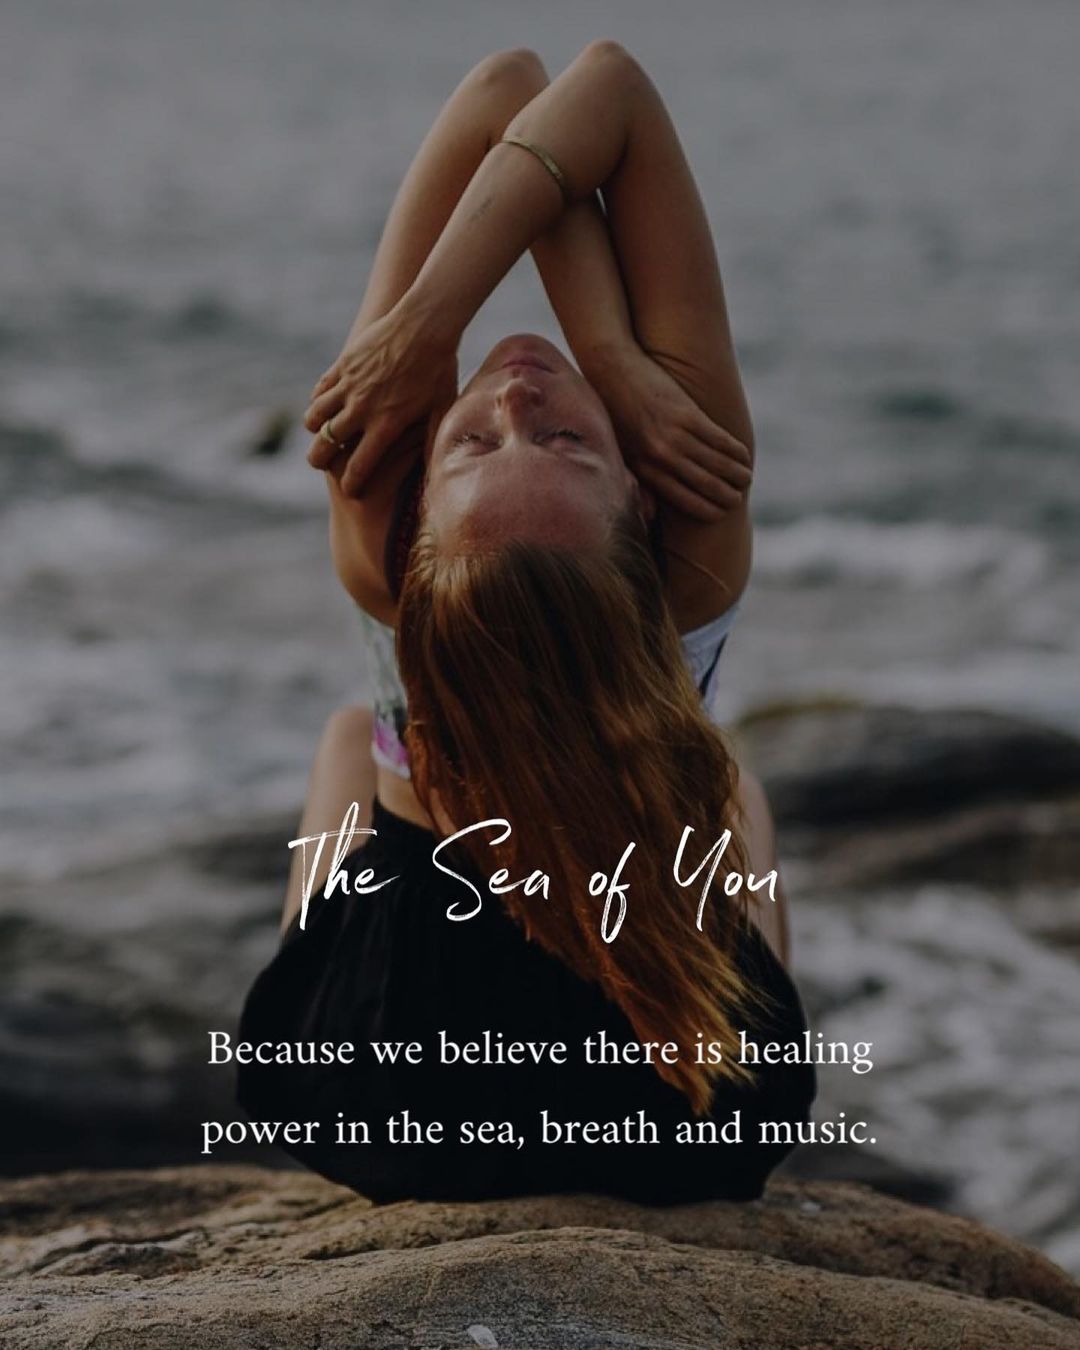 The Sea of You
Because we believe there is healing
power in the sea, breath and music.